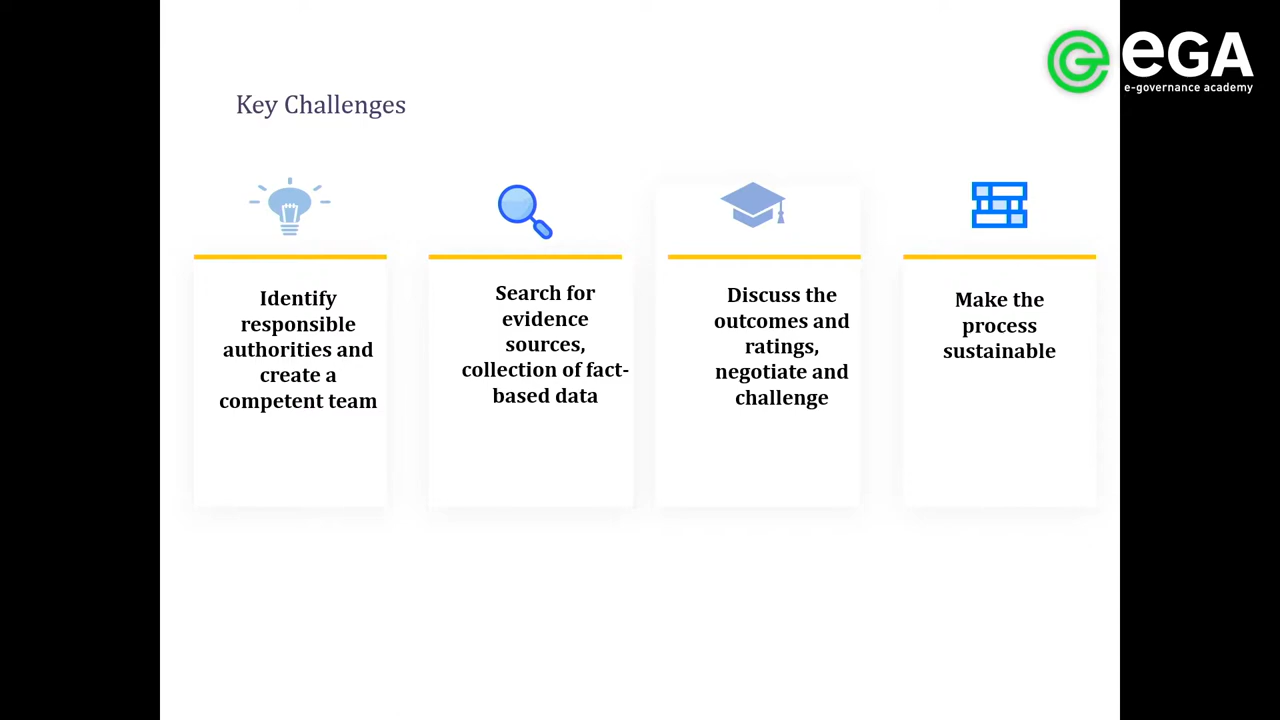 eGA
e-governance academy
Key Challenges
Identify
responsible
authorities and
create a
competent team
Search for
evidence
sources,
collection of fact-
based data
Discuss the
outcomes and
ratings,
negotiate and
challenge
Make the
process
sustainable